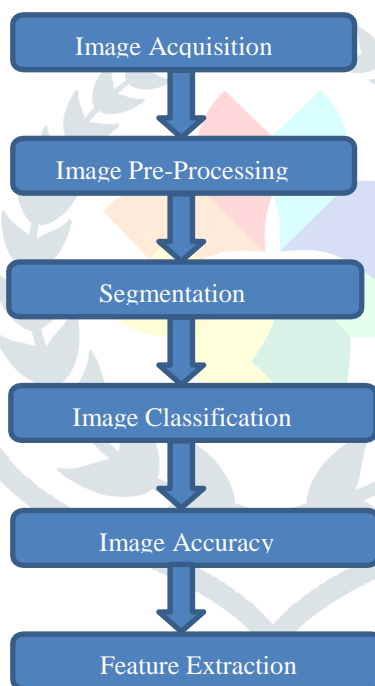 Image Acquisition
Image Pre-Processing
Segmentation
Image Classification
Image Accuracy
Feature Extraction